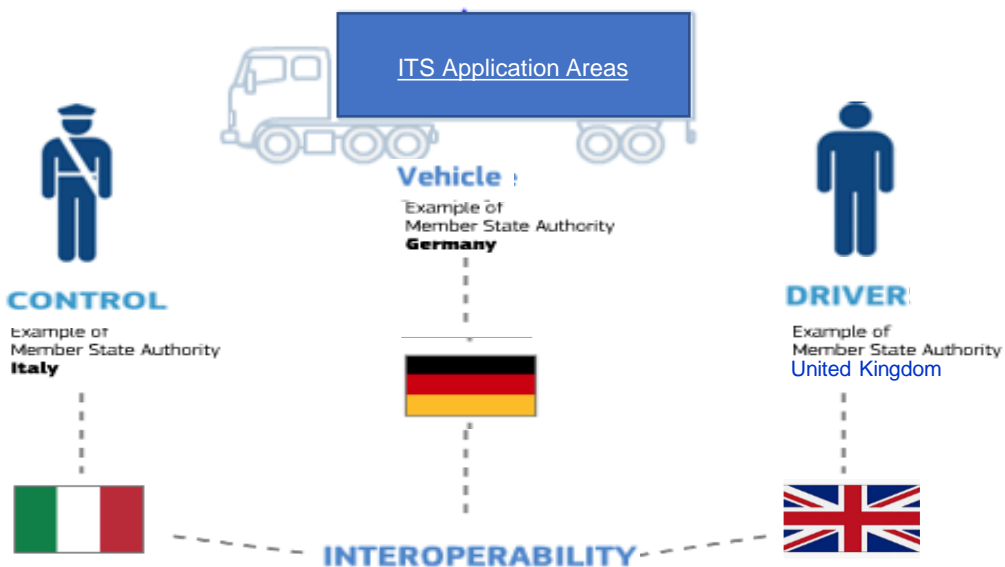 ITS Application Areas
Vehicle
Example of
Member State Authority
Germany
CONTROL
Example of
Member State Authority
Italy
DRIVER
Example of
Member State Authority
United Kingdom
INTEROPERABILITY